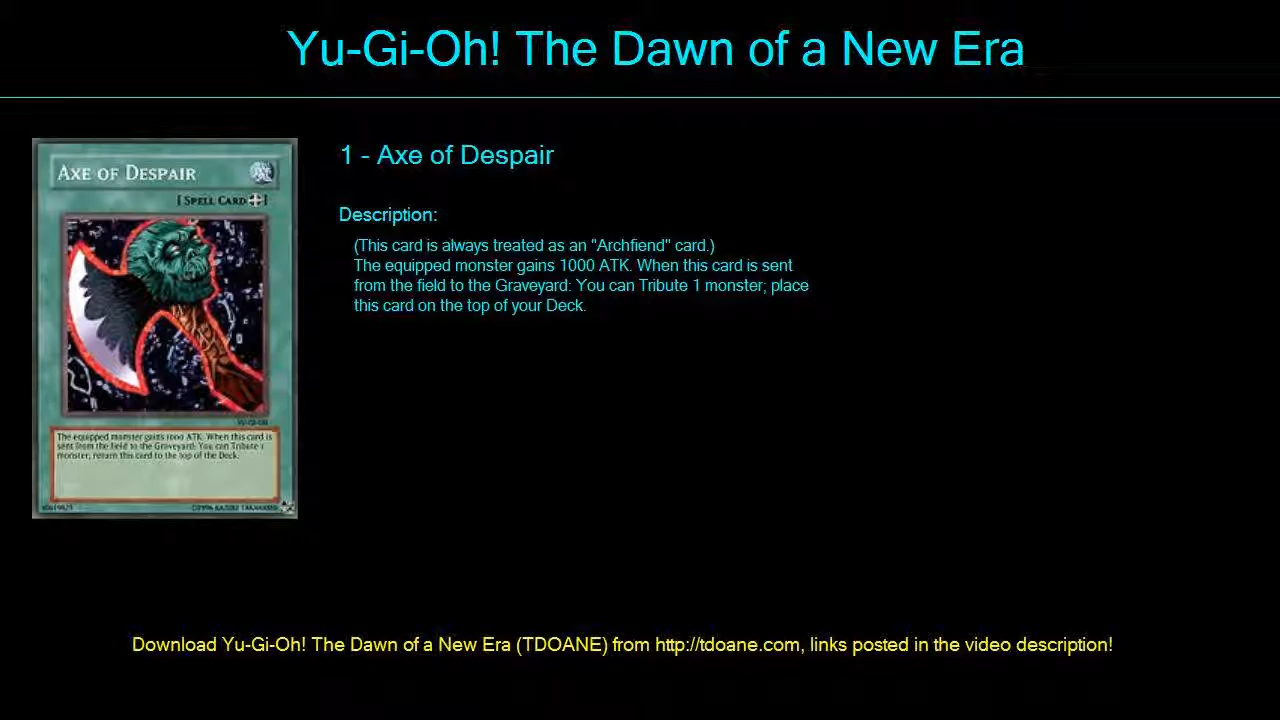 Yu-Gi-Oh! The Dawn of a New Era
1 - Axe of Despair
Description:
(This card is always treated as an "Archfiend" card.)
The equipped monster gains 1000 ATK. When this card is sent
from the field to the Graveyard: You can Tribute 1 monster; place
this card on the top of your Deck.
AXE OF DESPAIR
[SPELL CARD]
The equipped monster gains 1000 ATK. When this card is
sent from the field to the Graveyard: You can Tribute 1
monster; return this card to the top of the Deck.
©1996 KAZUKI TAKAHASHI
Download Yu-Gi-Oh! The Dawn of a New Era (TDOANE) from http://tdoane.com, links posted in the video description!